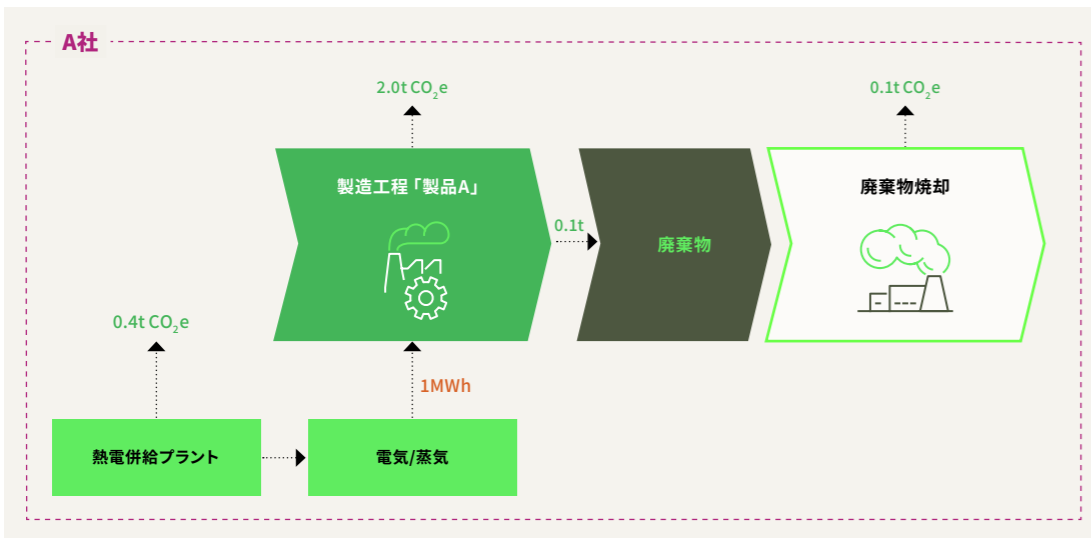 A社
2.0t CO₂e
0.1t CO₂e
製造工程「製品A」
廃棄物焼却
0.1t
廃棄物
0.4t CO₂e
1MWh
熱電併給プラント
電気/蒸気